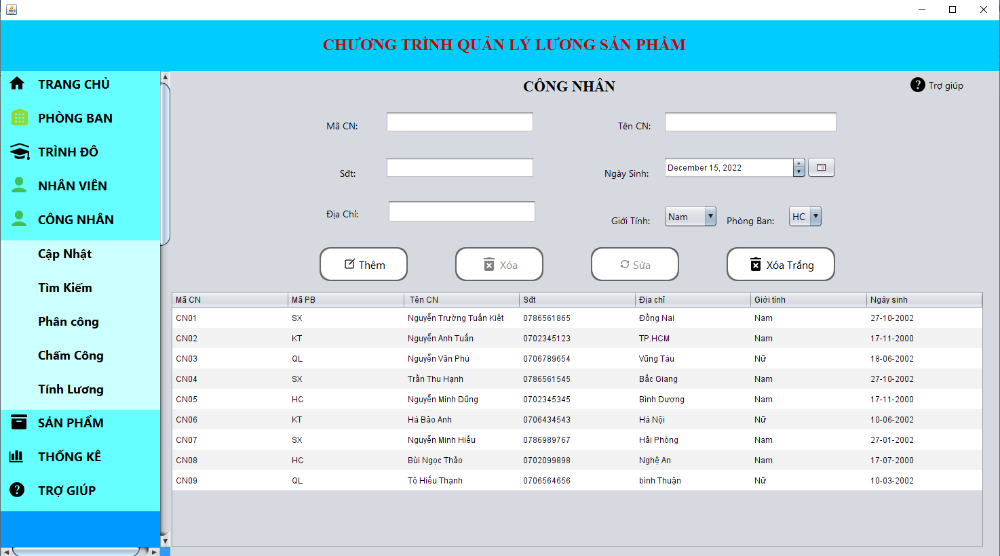 CHƯƠNG TRÌNH QUẢN LÝ LƯƠNG SẢN PHẨM
TRANG CHỦ
PHÒNG BAN
TRÌNH ĐÔ
NHÂN VIÊN
CÔNG NHÂN
Cập Nhật
Tìm Kiếm
Phân công
Chấm Công
Tính Lương
SẢN PHẨM
THỐNG KÊ
TRỢ GIÚP
CÔNG NHÂN
Trợ giúp
Mã CN: Tên CN:
Sđt: Ngày Sinh: December 15, 2022
Địa Chỉ: Giới Tính: Nam Phòng Ban: HC
Thêm Xóa Sửa Xóa Trắng
Mã CN Mã PB Tên CN Sđt Địa chỉ Giới tính Ngày sinh
CN01 SX Nguyễn Trường Tuấn Kiệt 0786561865 Đồng Nai Nam 27-10-2002
CN02 KT Nguyễn Anh Tuấn 0702345123 TP.HCM Nam 17-11-2000
CN03 QL Nguyễn Văn Phú 0706789654 Vũng Tàu Nữ 18-06-2002
CN04 SX Trần Thu Hạnh 0786561545 Bắc Giang Nam 27-10-2002
CN05 HC Nguyễn Minh Dũng 0702345345 Bình Dương Nam 17-11-2000
CN06 KT Hà Bảo Anh 0706434543 Hà Nội Nữ 10-06-2002
CN07 SX Nguyễn Minh Hiếu 0786989767 Hải Phòng Nam 27-01-2002
CN08 HC Bùi Ngọc Thảo 0702099898 Nghệ An Nam 17-07-2000
CN09 QL Tô Hiếu Thạnh 0706564656 bình Thuận Nữ 10-03-2002